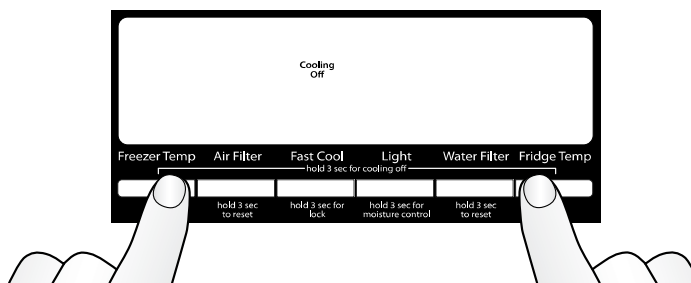 Cooling
Off
Freezer Temp Air Filter Fast Cool Light Water Filter Fridge Temp
hold 3 sec for cooling off
hold 3 sec
to reset
hold 3 sec for
lock
hold 3 sec for
moisture control
hold 3 sec
to reset